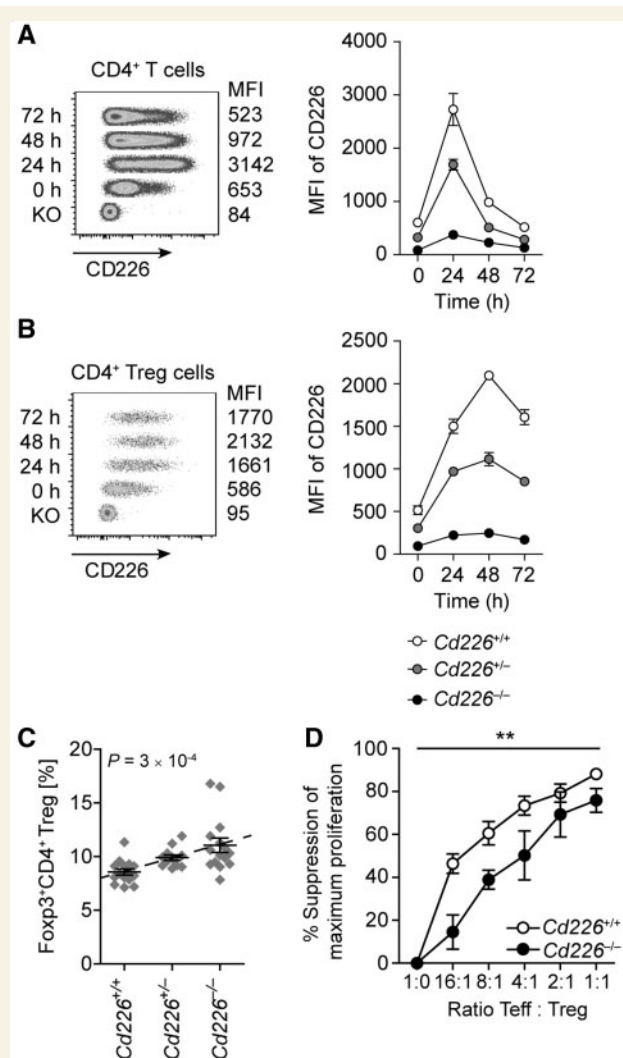 A
CD4⁺ T cells
MFI
72 h 523
48 h 972
24 h 3142
0 h 653
KO 84
CD226
MFI of CD226
4000
3000
2000
1000
0
0 24 48 72
Time (h)
B
CD4⁺ Treg cells
MFI
72 h 1770
48 h 2132
24 h 1661
0 h 586
KO 95
CD226
MFI of CD226
2500
2000
1500
1000
500
0
0 24 48 72
Time (h)
Cd226⁺/⁺
Cd226⁺/⁻
Cd226⁻/⁻
C
Foxp3⁺CD4⁺ Treg [%]
20
15
10
5
0
P = 3 × 10⁻⁴
Cd226⁺/⁺
Cd226⁺/⁻
Cd226⁻/⁻
D
% Suppression of
maximum proliferation
100
80
60
40
20
0
**
Cd226⁺/⁺
Cd226⁻/⁻
1:0 16:1 8:1 4:1 2:1 1:1
Ratio Teff : Treg